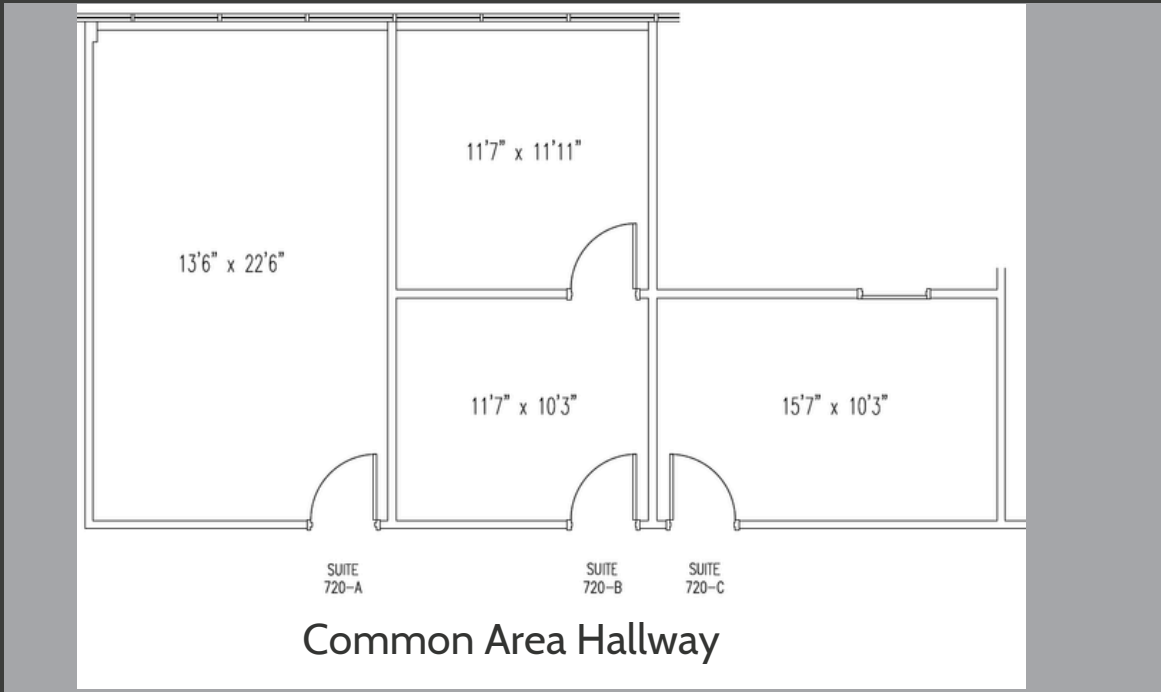 11'7" x 11'11"
13'6" x 22'6"
11'7" x 10'3"
15'7" x 10'3"
SUITE
720-A
SUITE
720-B
SUITE
720-C
Common Area Hallway